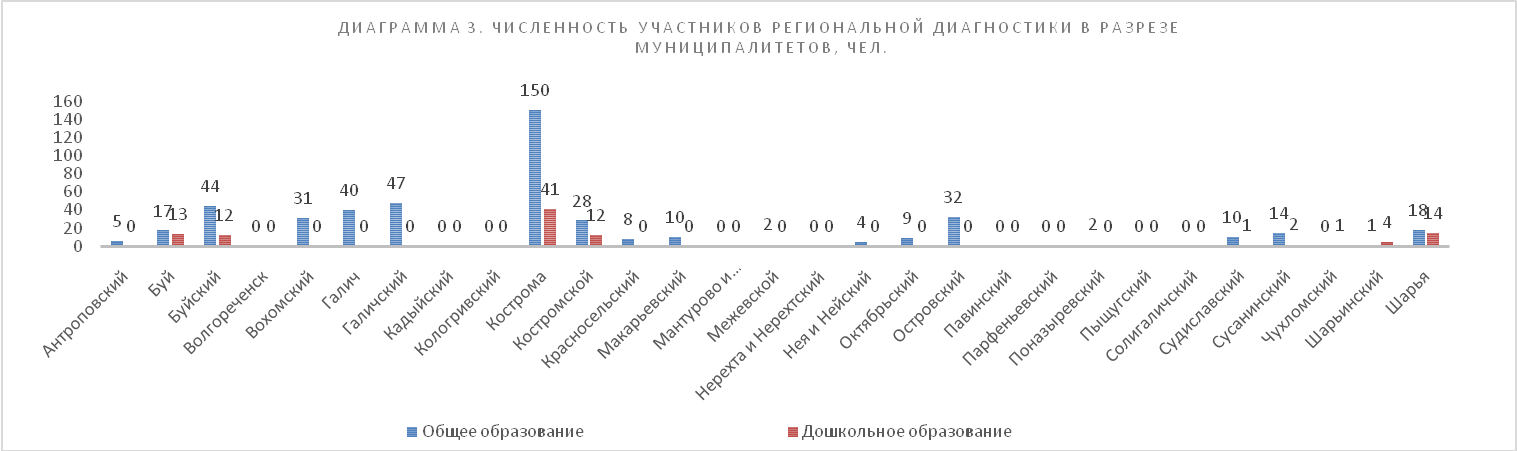 ДИАГРАММА 3. ЧИСЛЕННОСТЬ УЧАСТНИКОВ РЕГИОНАЛЬНОЙ ДИАГНОСТИКИ В РАЗРЕЗЕ
МУНИЦИПАЛИТЕТОВ, ЧЕЛ.
160
140
120
100
80
60
40
20
0
5 0
17 13
44 12
0 0
31 0
40 0
47 0
0 0
0 0
150 41
28 12
8 0
10 0
0 0
2 0
0 0
4 0
9 0
32 0
0 0
0 0
2 0
0 0
0 0
10 1
14 2
0 1
1 4
18 14
Антроповский
Буй
Буйский
Волгореченск
Вохомский
Галич
Галичский
Кадыйский
Кологривский
Кострома
Костромской
Красносельский
Макарьевский
Мантурово и...
Межевской
Нерехта и Нерехтский
Нея и Нейский
Октябрьский
Островский
Павинский
Парфеньевский
Поназыревский
Пыщугский
Солигаличский
Судиславский
Сусанинский
Чухломский
Шарьинский
Шарья
Общее образование
Дошкольное образование